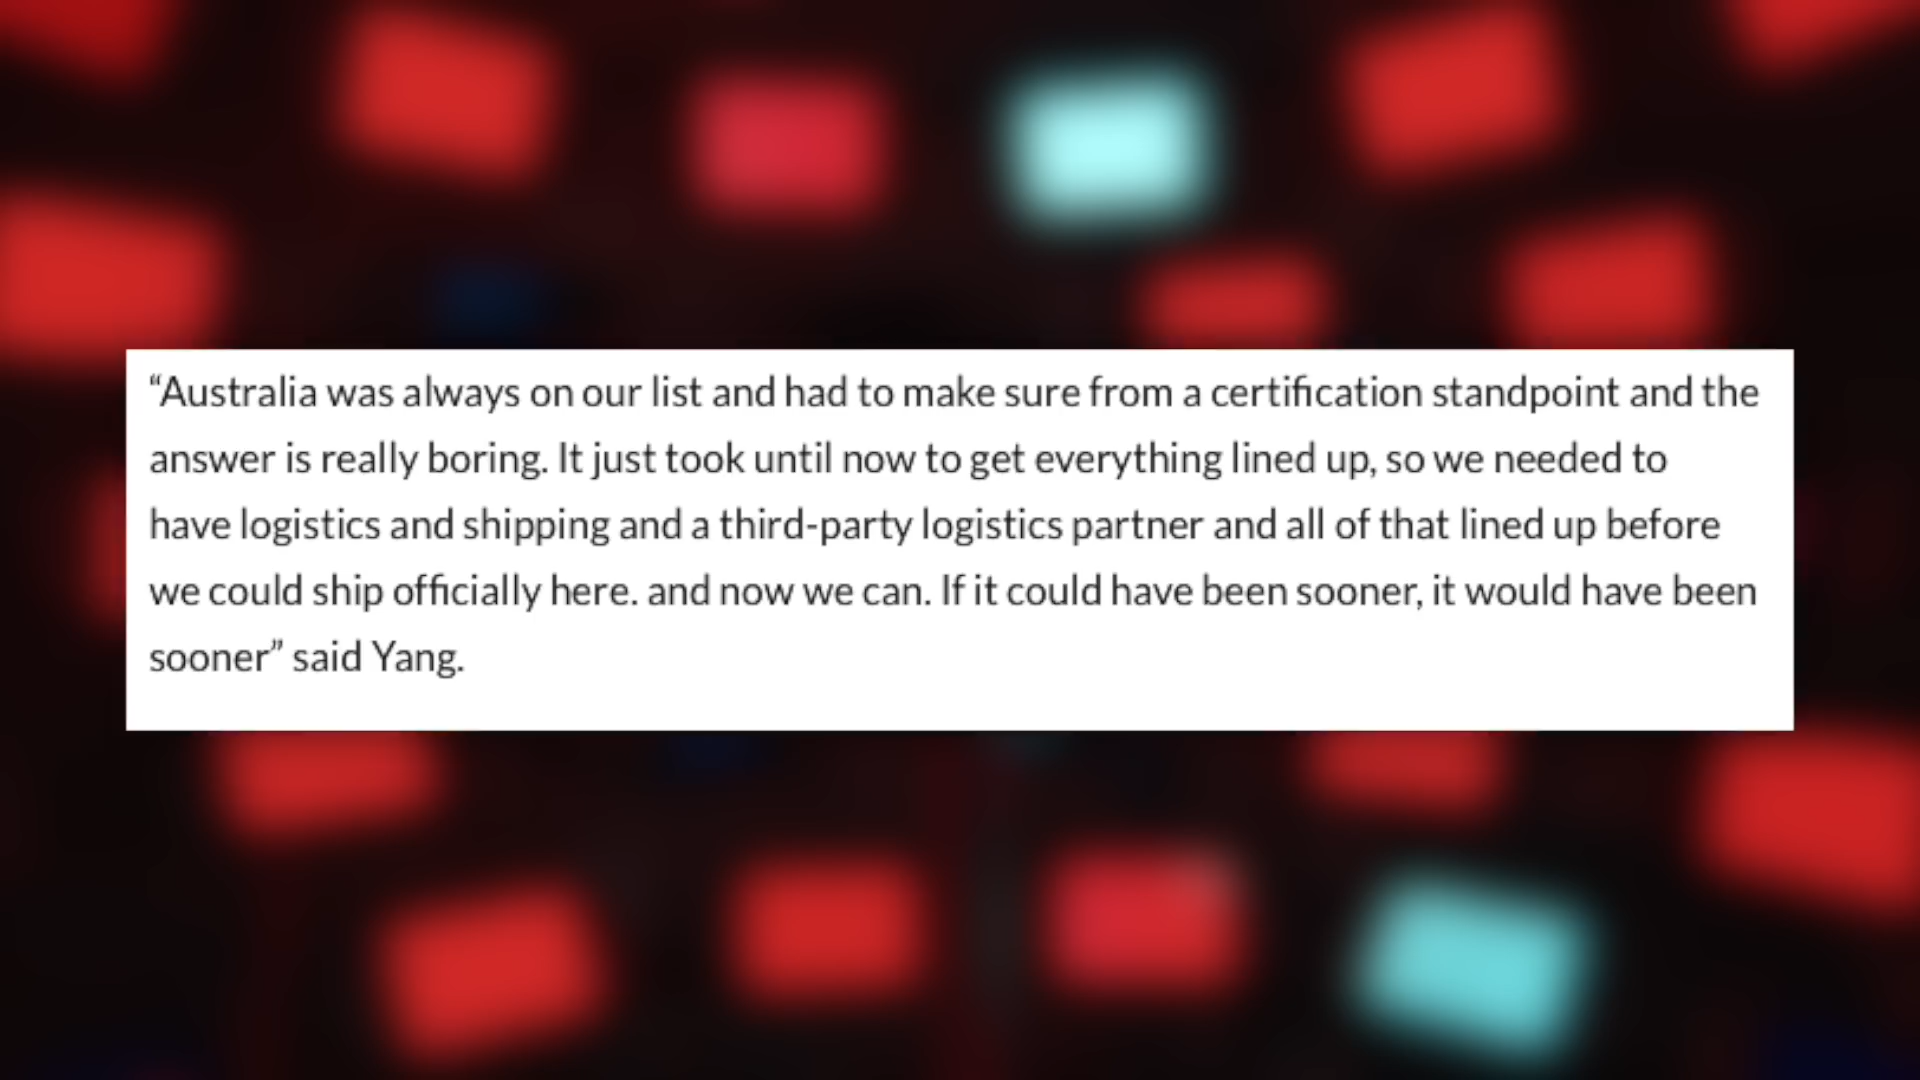 “Australia was always on our list and had to make sure from a certification standpoint and the
answer is really boring. It just took until now to get everything lined up, so we needed to
have logistics and shipping and a third-party logistics partner and all of that lined up before
we could ship officially here. and now we can. If it could have been sooner, it would have been
sooner” said Yang.